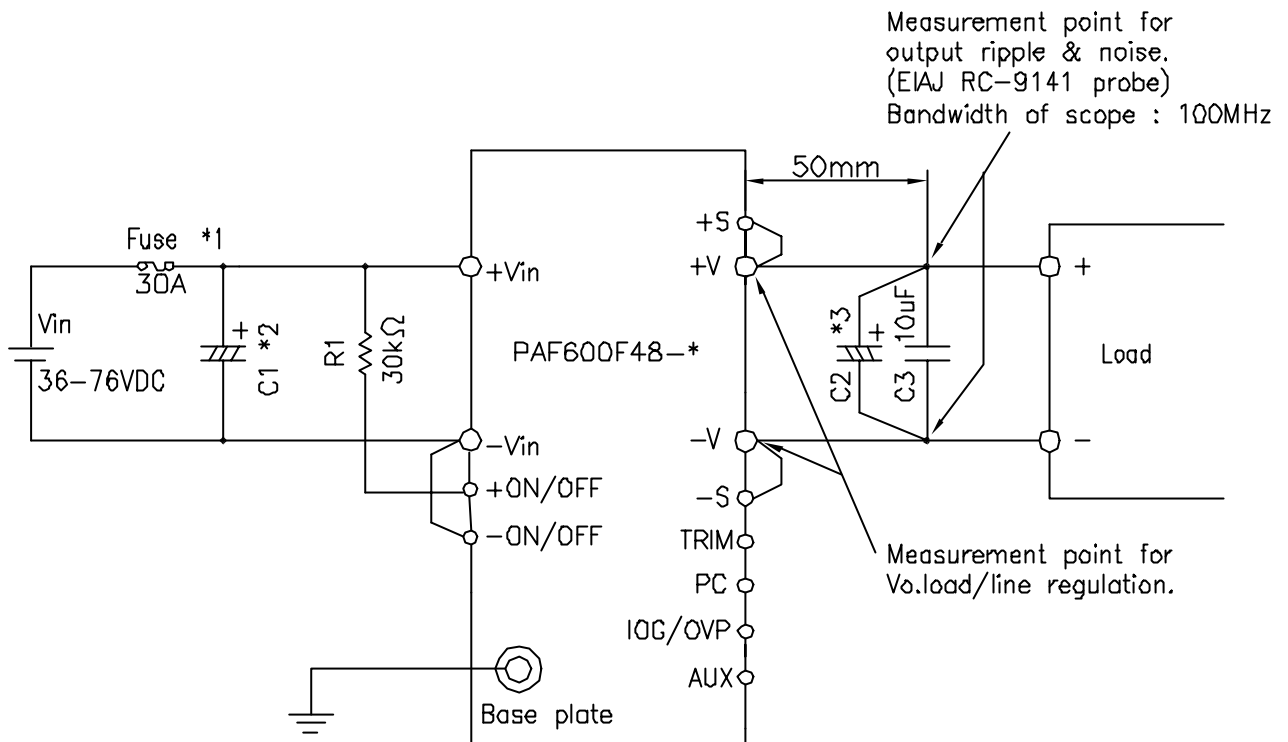 Measurement point for
output ripple & noise.
(EIAJ RC-9141 probe)
Bandwidth of scope : 100MHz
50mm
+S
Fuse *1
30A
+Vin
+V
Vin
36-76VDC
C1 *2
R1
30kΩ
PAF600F48-*
*3
+
C2
10uF
C3
+
Load
-
+
-Vin
-V
+ON/OFF
-S
-ON/OFF
TRIM
Measurement point for
Vo.load/line regulation.
PC
IOG/OVP
AUX
Base plate